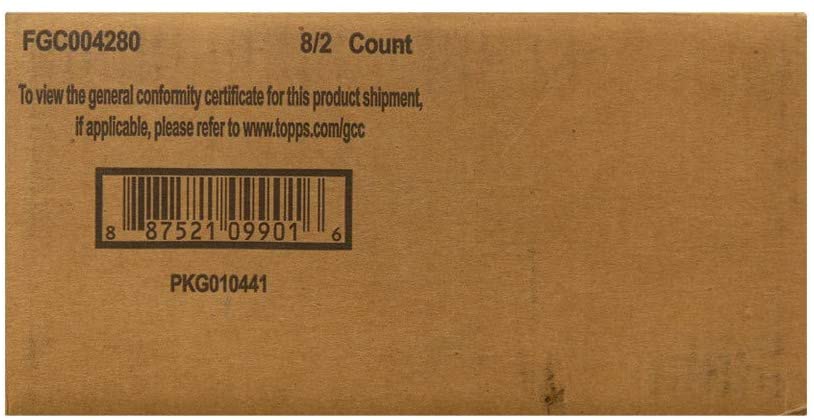 FGC004280 8/2 Count
To view the general conformity certificate for this product shipment,
if applicable, please refer to www.topps.com/gcc
8 87521 09901 6
PKG010441